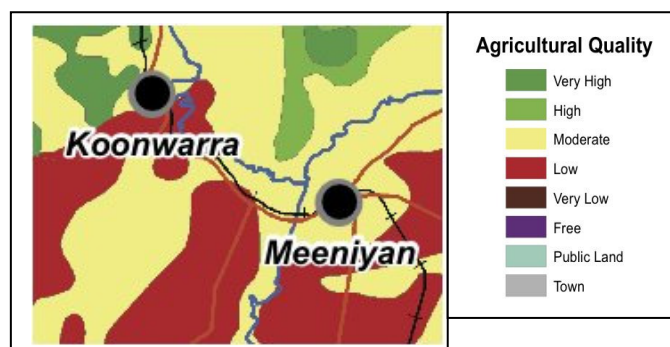 Koonwarra
Meeniyan
Agricultural Quality
Very High
High
Moderate
Low
Very Low
Free
Public Land
Town